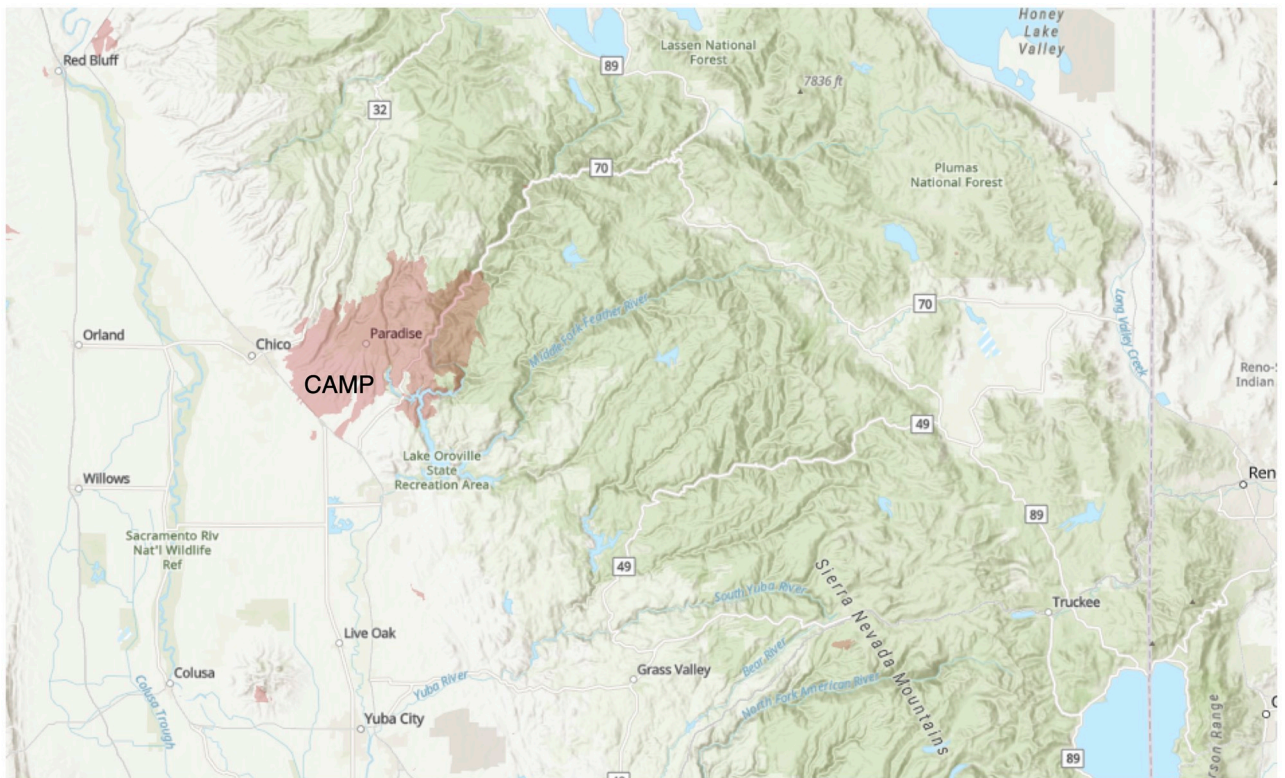 Honey
Lake
Valley
Red Bluff
Lassen National
Forest
89
7836 ft
32
70
Plumas
National Forest
Paradise
Orland
Chico
CAMP
Middle Fork Feather River
70
Long Valley Creek
Reno-S
Indian
49
Lake Oroville
State
Recreation Area
Willows
Ren
89
Sacramento Riv
Nat'l Wildlife
Ref
49
Sierra Nevada Mountains
South Yuba River
Truckee
Live Oak
Grass Valley
Bear River
Colusa
Colusa Trough
Yuba River
North Fork American River
Yuba City
son Range
C
89